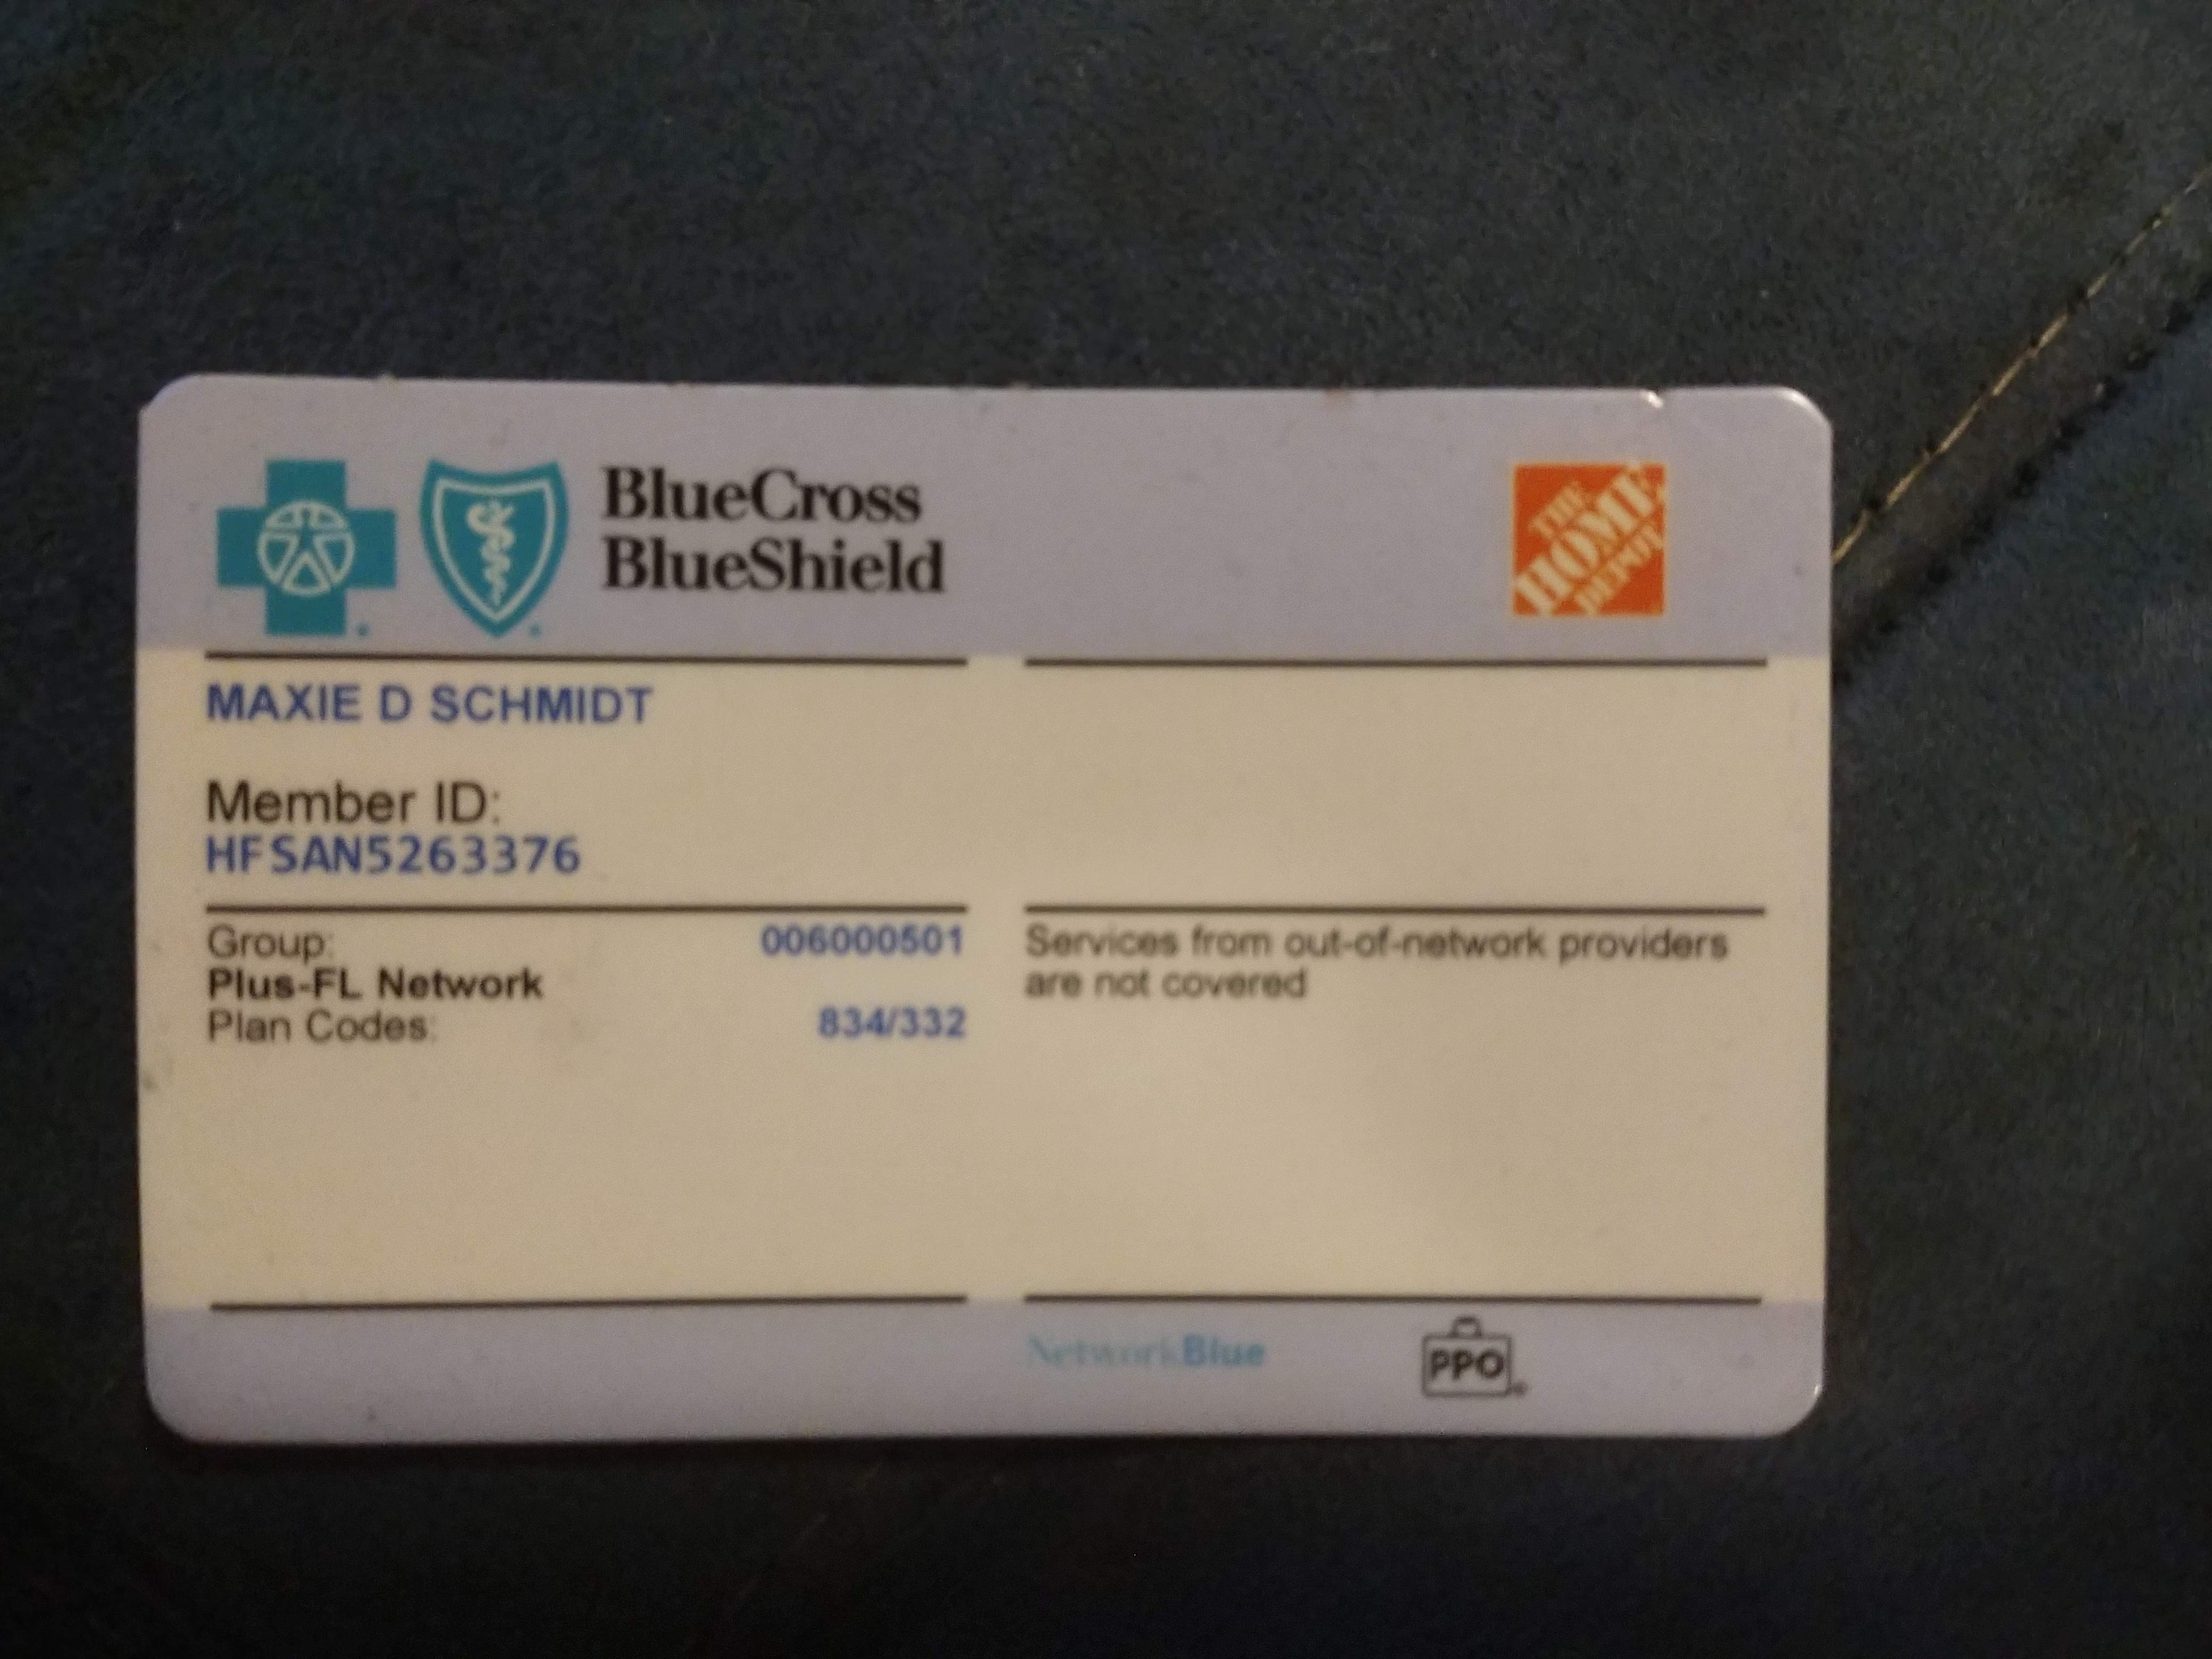 BlueCross
BlueShield
THE
HOME
DEPOT
MAXIE D SCHMIDT
Member ID:
HFSAN5263376
Group: 006000501
Plus-FL Network
Plan Codes: 834/332
Services from out-of-network providers
are not covered
NetworkBlue
PPO